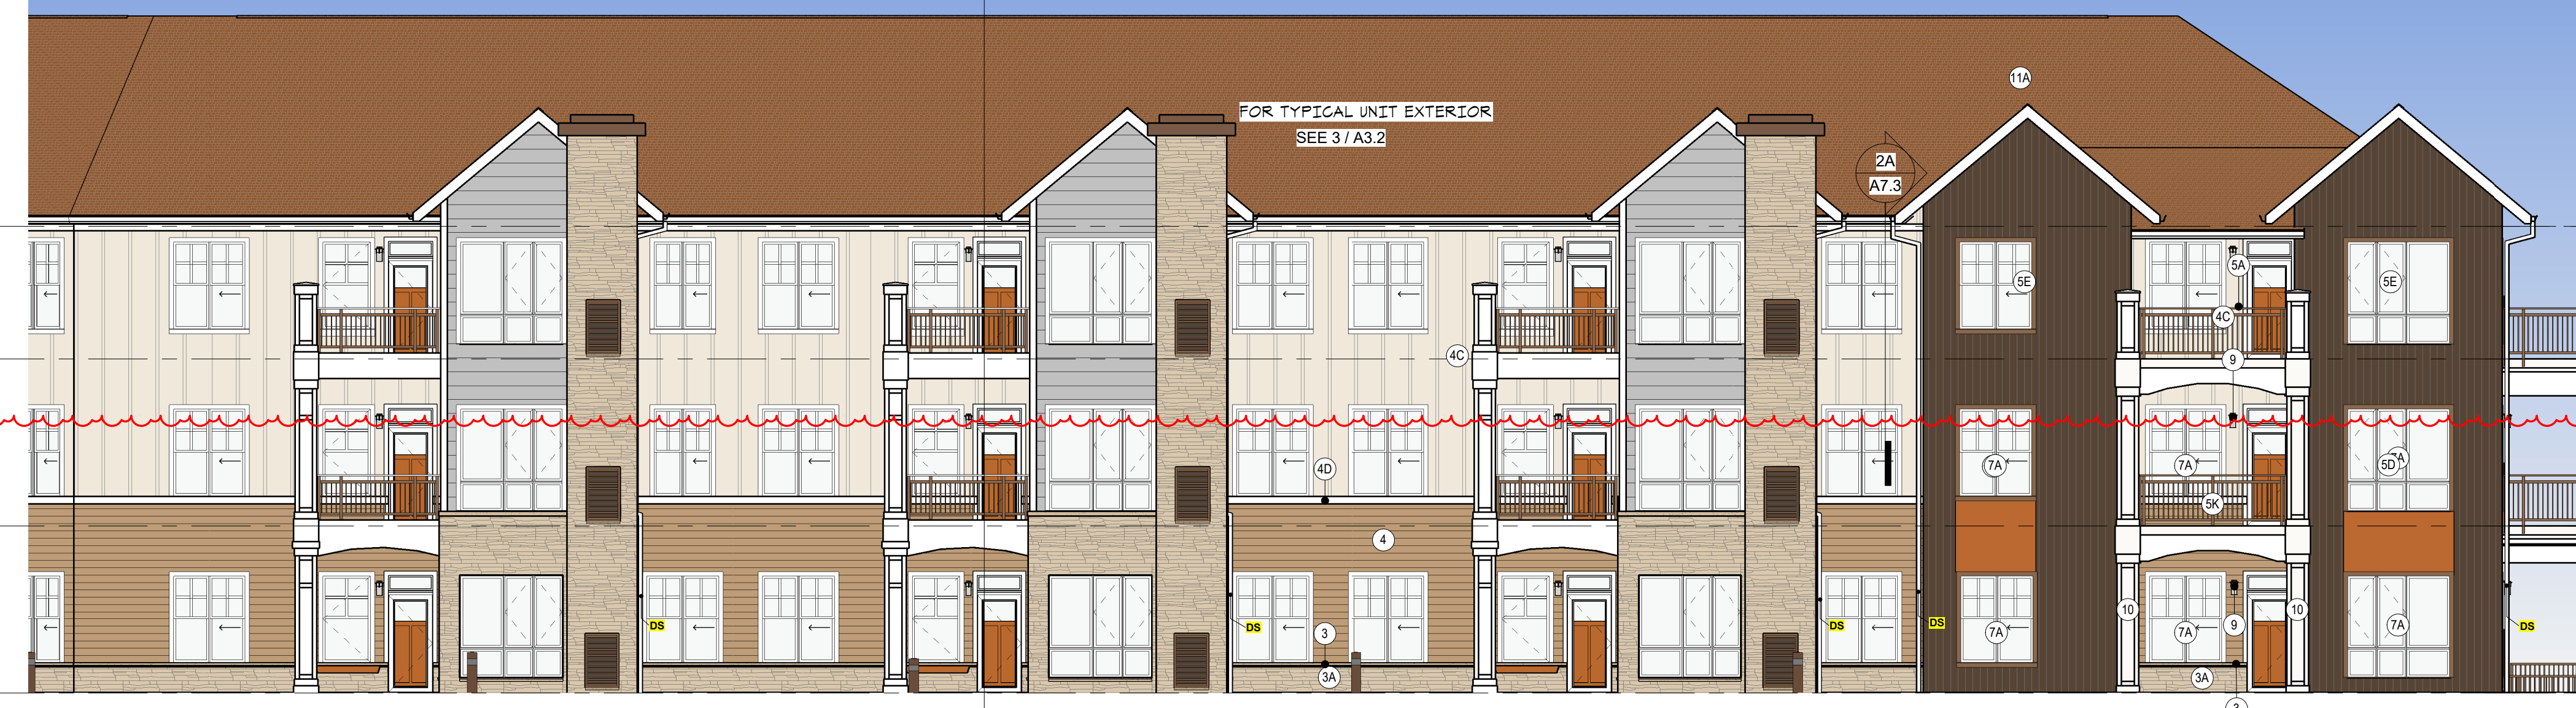 11A
FOR TYPICAL UNIT EXTERIOR
SEE 3 / A3.2
2A
A7.3
5A
5E
5E
4C
4C
9
4D
7A
7A
5D
7A
5K
4
10
10
DS
DS
DS
DS
DS
3
7A
7A
9
7A
3A
3A
3